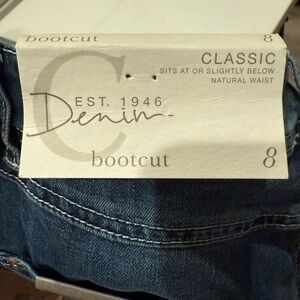 bootcut 8
CLASSIC
SITS AT OR SLIGHTLY BELOW
NATURAL WAIST
C
EST. 1946
Denim
bootcut 8